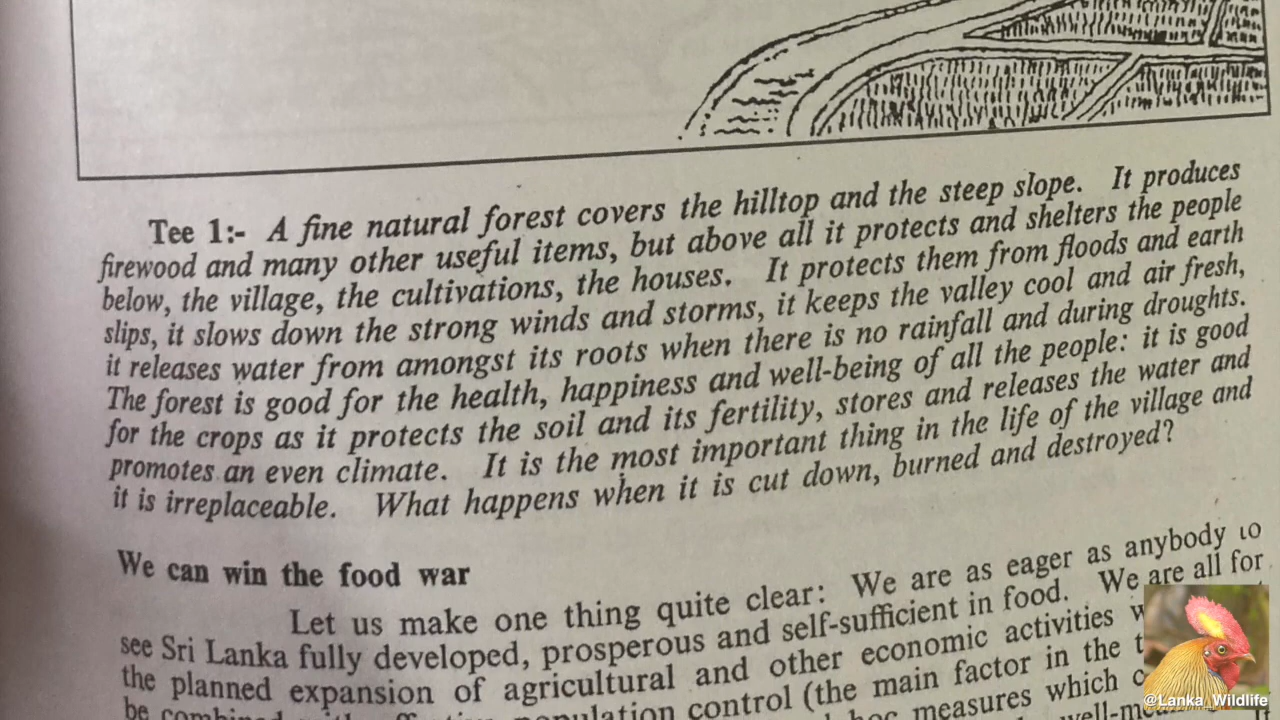 Tee 1:- A fine natural forest covers the hilltop and the steep slope. It produces
firewood and many other useful items, but above all it protects and shelters the people
below, the village, the cultivations, the houses. It protects them from floods and earth
slips, it slows down the strong winds and storms, it keeps the valley cool and air fresh,
it releases water from amongst its roots when there is no rainfall and during droughts.
The forest is good for the health, happiness and well-being of all the people: it is good
for the crops as it protects the soil and its fertility, stores and releases the water and
promotes an even climate. It is the most important thing in the life of the village and
it is irreplaceable. What happens when it is cut down, burned and destroyed?
We can win the food war
Let us make one thing quite clear: We are as eager as anybody to
see Sri Lanka fully developed, prosperous and self-sufficient in food. We are all for
the planned expansion of agricultural and other economic activities
be population control (the main factor in the
measures which
@Lanka_Wildlife